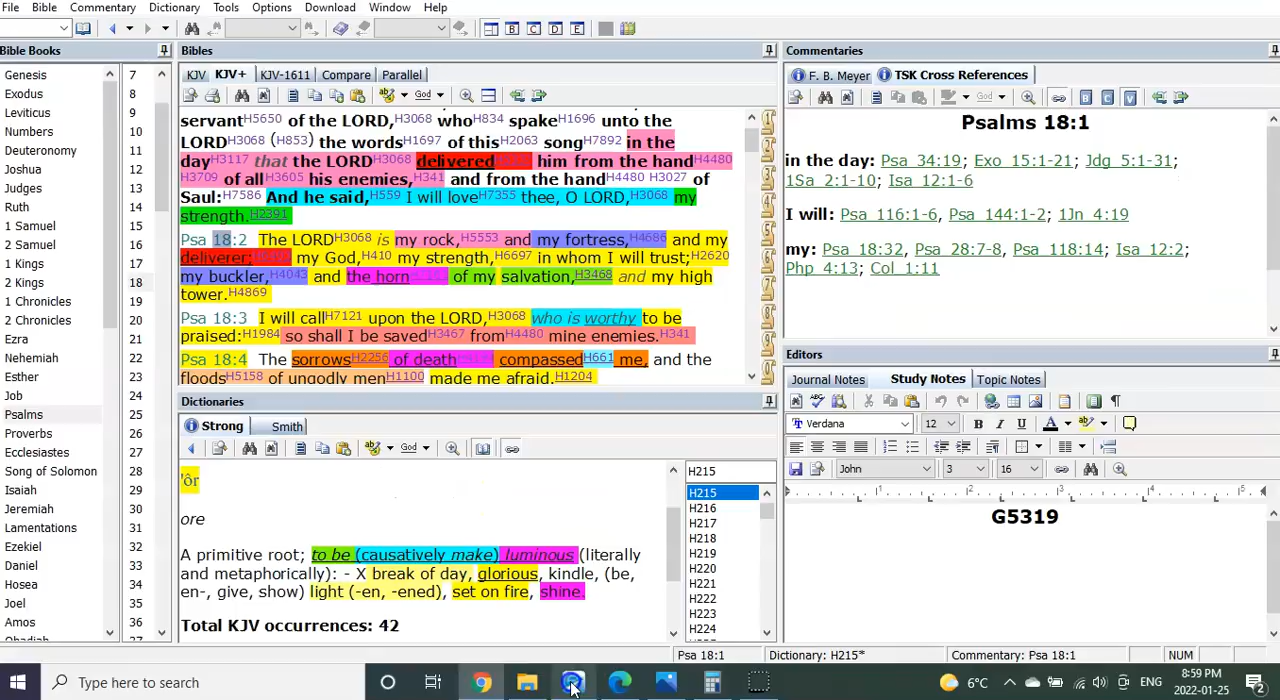 File Bible Commentary Dictionary Tools Options Download Window Help
B C D E
Bible Books
Genesis
Exodus
Leviticus
Numbers
Deuteronomy
Joshua
Judges
Ruth
1 Samuel
2 Samuel
1 Kings
2 Kings
1 Chronicles
2 Chronicles
Ezra
Nehemiah
Esther
Job
Psalms
Proverbs
Ecclesiastes
Song of Solomon
Isaiah
Jeremiah
Lamentations
Ezekiel
Daniel
Hosea
Joel
Amos
Obadiah
7
8
9
10
11
12
13
14
15
16
17
18
19
20
21
22
23
24
25
26
27
28
29
30
31
32
33
34
35
36
Bibles
KJV KJV+ KJV-1611 Compare Parallel
God
servantH5650 of the LORD,H3068 whoH834 spakeH1696 unto the
LORDH3068 (H853) the wordsH1697 of thisH2063 songH7892 in the
dayH3117 that the LORDH3068 delivered him from the handH4480
H3709 of allH3605 his enemies,H341 and from the handH4480 H3027 of
Saul:H7586 And he said,H559 I will loveH7355 thee, O LORD,H3068 my
strength.H2391
Psa 18:2 The LORDH3068 is my rock,H5553 and my fortress,H4686 and my
deliverer; my God,H410 my strength,H6697 in whom I will trust;H2620
my buckler,H4043 and the horn of my salvation,H3468 and my high
tower.H4869
Psa 18:3 I will callH7121 upon the LORD,H3068 who is worthy to be
praised:H1984 so shall I be savedH3467 fromH4480 mine enemies.H341
Psa 18:4 The sorrowsH2256 of death compassedH661 me, and the
floodsH5158 of ungodly menH1100 made me afraid.H1204
Dictionaries
Strong Smith
God
'ôr
ore
A primitive root; to be (causatively make) luminous (literally
and metaphorically): - X break of day, glorious, kindle, (be,
en-, give, show) light (-en, -ened), set on fire, shine.
Total KJV occurrences: 42
H215
H215
H216
H217
H218
H219
H220
H221
H222
H223
H224
Commentaries
F. B. Meyer TSK Cross References
God B C V
Psalms 18:1
in the day: Psa 34:19; Exo 15:1-21; Jdg 5:1-31;
1Sa 2:1-10; Isa 12:1-6
I will: Psa 116:1-6, Psa 144:1-2; 1Jn 4:19
my: Psa 18:32, Psa 28:7-8, Psa 118:14; Isa 12:2;
Php 4:13; Col 1:11
Editors
Journal Notes Study Notes Topic Notes
Verdana 12 B I U A
John 3 16
1 2 3 4 5
G5319
Psa 18:1 Dictionary: H215* Commentary: Psa 18:1 NUM
Type here to search
6°C ENG 8:59 PM
2022-01-25
2